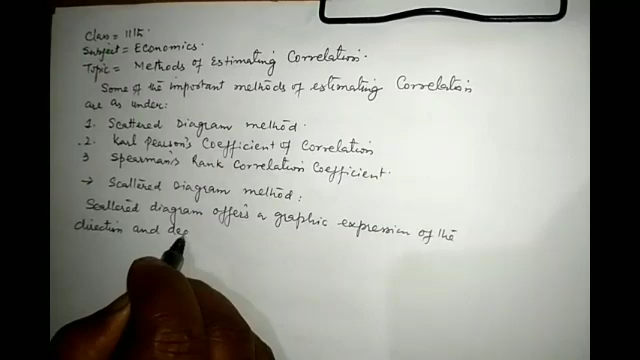 Class = 11th.
Subject = Economics.
Topic = Methods of Estimating Correlation.
Some of the important methods of estimating Correlation
are as under:
1. Scattered Diagram method.
2. Karl Pearson's Coefficient of Correlation
3 Spearman's Rank Correlation Coefficient.
→ Scattered Diagram method:
Scattered diagram offers a graphic expression of the
direction and deg